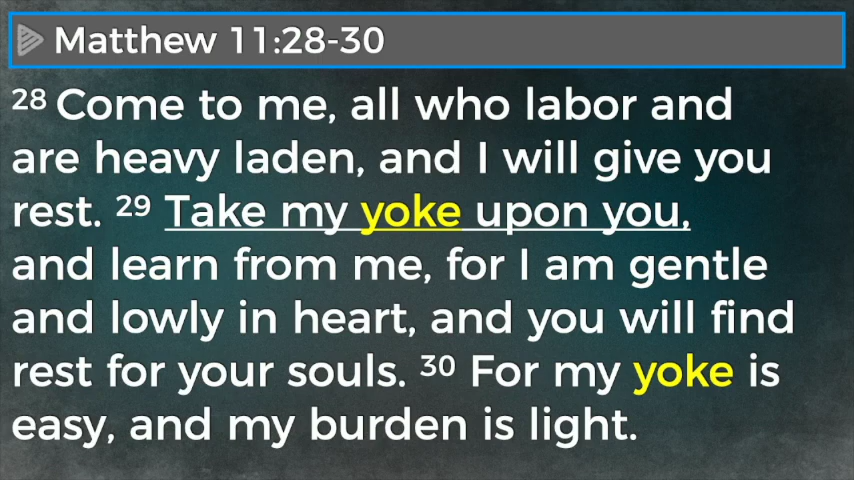 Matthew 11:28-30
28 Come to me, all who labor and
are heavy laden, and I will give you
rest. 29 Take my yoke upon you,
and learn from me, for I am gentle
and lowly in heart, and you will find
rest for your souls. 30 For my yoke is
easy, and my burden is light.